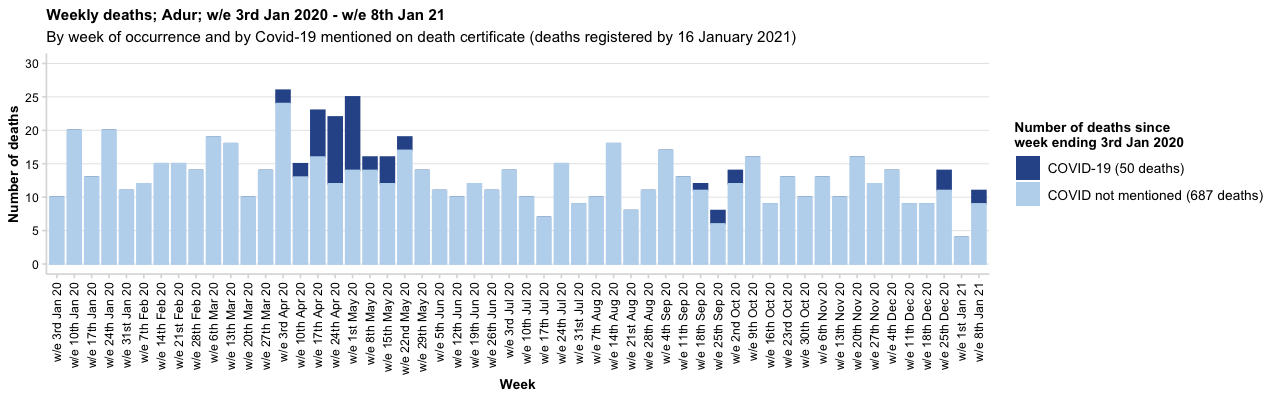 Weekly deaths; Adur; w/e 3rd Jan 2020 - w/e 8th Jan 21
By week of occurrence and by Covid-19 mentioned on death certificate (deaths registered by 16 January 2021)
Number of deaths
30
25
20
15
10
5
0
w/e 3rd Jan 20
w/e 10th Jan 20
w/e 17th Jan 20
w/e 24th Jan 20
w/e 31st Jan 20
w/e 7th Feb 20
w/e 14th Feb 20
w/e 21st Feb 20
w/e 28th Feb 20
w/e 6th Mar 20
w/e 13th Mar 20
w/e 20th Mar 20
w/e 27th Mar 20
w/e 3rd Apr 20
w/e 10th Apr 20
w/e 17th Apr 20
w/e 24th Apr 20
w/e 1st May 20
w/e 8th May 20
w/e 15th May 20
w/e 22nd May 20
w/e 29th May 20
w/e 5th Jun 20
w/e 12th Jun 20
w/e 19th Jun 20
w/e 26th Jun 20
w/e 3rd Jul 20
w/e 10th Jul 20
w/e 17th Jul 20
w/e 24th Jul 20
w/e 31st Jul 20
w/e 7th Aug 20
w/e 14th Aug 20
w/e 21st Aug 20
w/e 28th Aug 20
w/e 4th Sep 20
w/e 11th Sep 20
w/e 18th Sep 20
w/e 25th Sep 20
w/e 2nd Oct 20
w/e 9th Oct 20
w/e 16th Oct 20
w/e 23rd Oct 20
w/e 30th Oct 20
w/e 6th Nov 20
w/e 13th Nov 20
w/e 20th Nov 20
w/e 27th Nov 20
w/e 4th Dec 20
w/e 11th Dec 20
w/e 18th Dec 20
w/e 25th Dec 20
w/e 1st Jan 21
w/e 8th Jan 21
Week
Number of deaths since
week ending 3rd Jan 2020
COVID-19 (50 deaths)
COVID not mentioned (687 deaths)